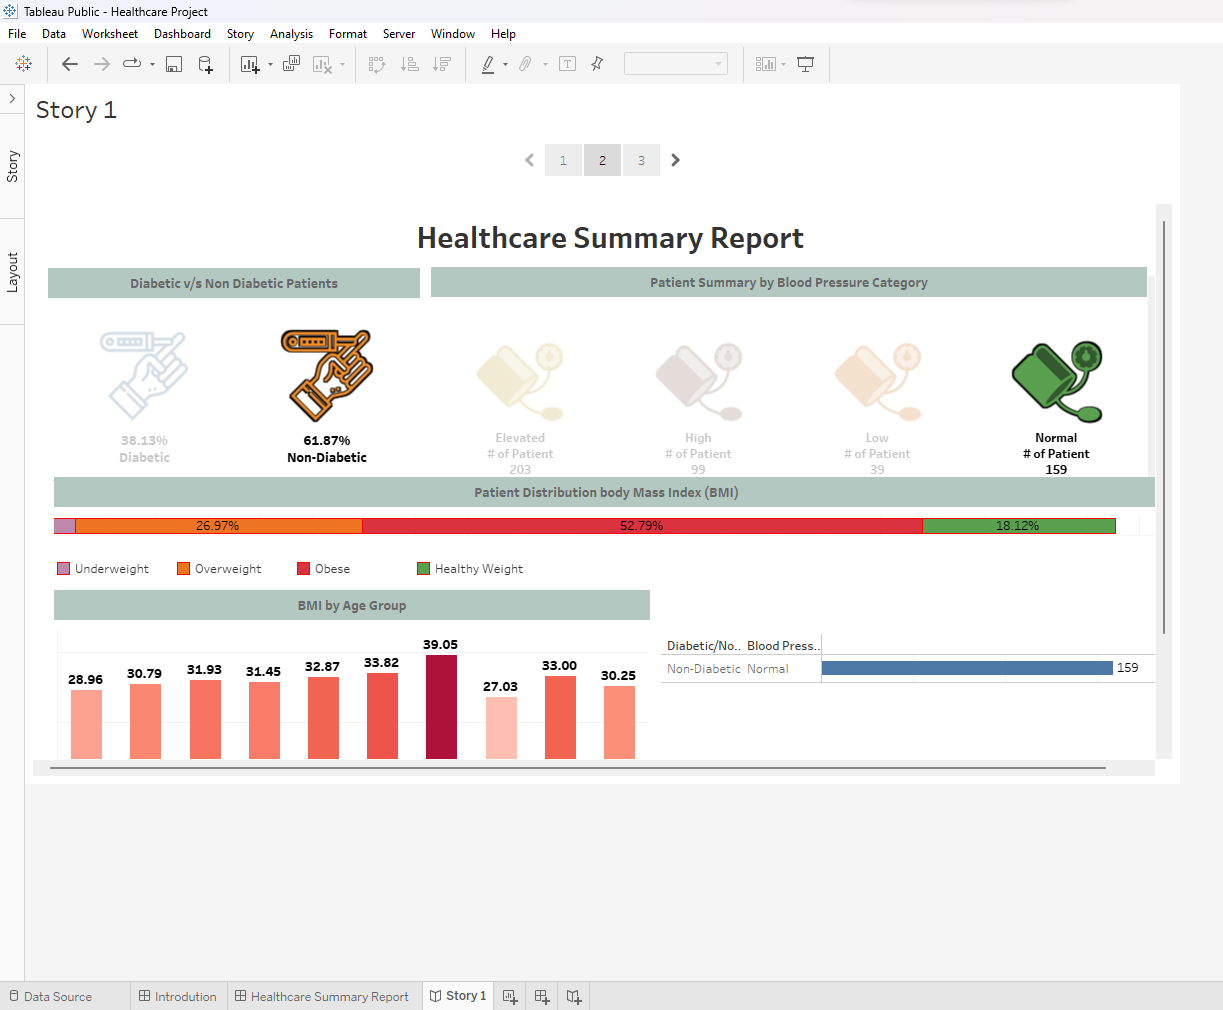 Tableau Public - Healthcare Project
File Data Worksheet Dashboard Story Analysis Format Server Window Help
Story 1
Story
Layout
1 2 3
Healthcare Summary Report
Diabetic v/s Non Diabetic Patients
Patient Summary by Blood Pressure Category
38.13%
Diabetic
61.87%
Non-Diabetic
Elevated
# of Patient
203
High
# of Patient
99
Low
# of Patient
39
Normal
# of Patient
159
Patient Distribution body Mass Index (BMI)
26.97% 52.79% 18.12%
Underweight Overweight Obese Healthy Weight
BMI by Age Group
28.96 30.79 31.93 31.45 32.87 33.82 39.05 27.03 33.00 30.25
Diabetic/No.. Blood Press..
Non-Diabetic Normal 159
Data Source Introdution Healthcare Summary Report Story 1